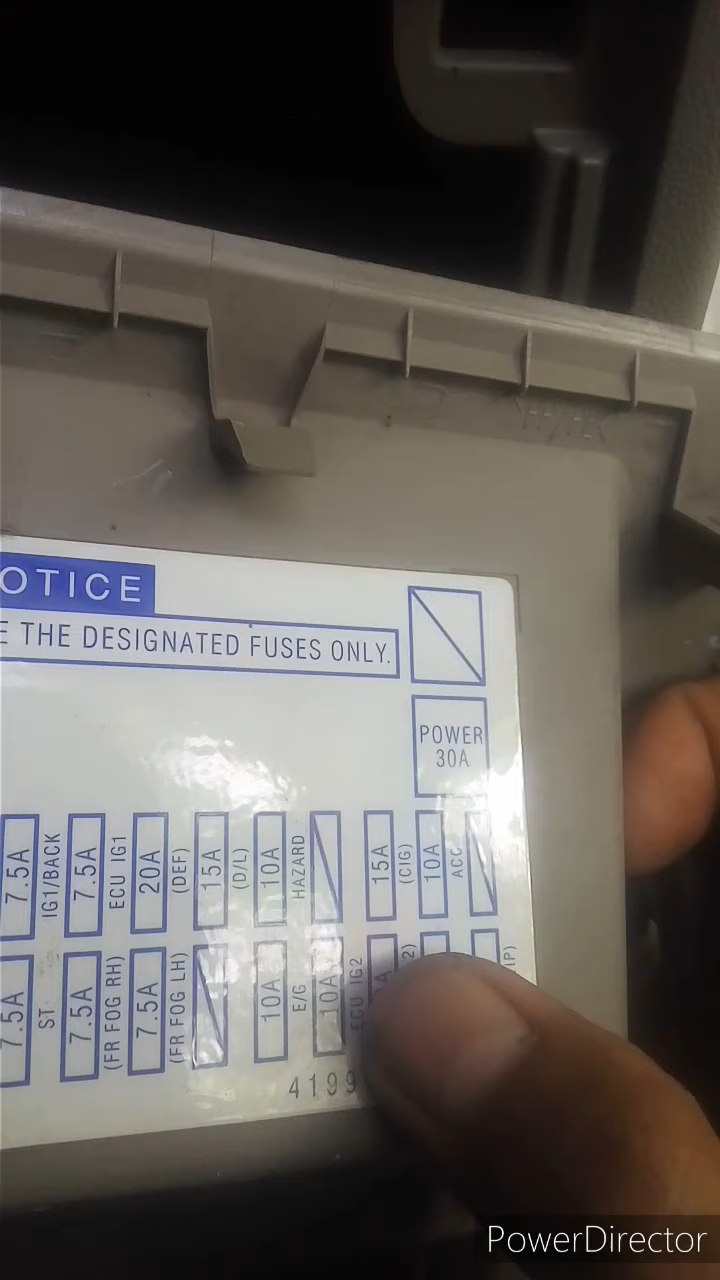 OTICE
E THE DESIGNATED FUSES ONLY.
POWER
30A
7.5A
IG1/BACK
7.5A
ECU IG1
20A
(DEF)
15A
(D/L)
10A
HAZARD
15A
(CIG)
10A
ACC
7.5A
ST
7.5A
(FR FOG RH)
7.5A
(FR FOG LH)
10A
E/G
10A
ECU IG2
A
2)
IP)
4199
PowerDirector